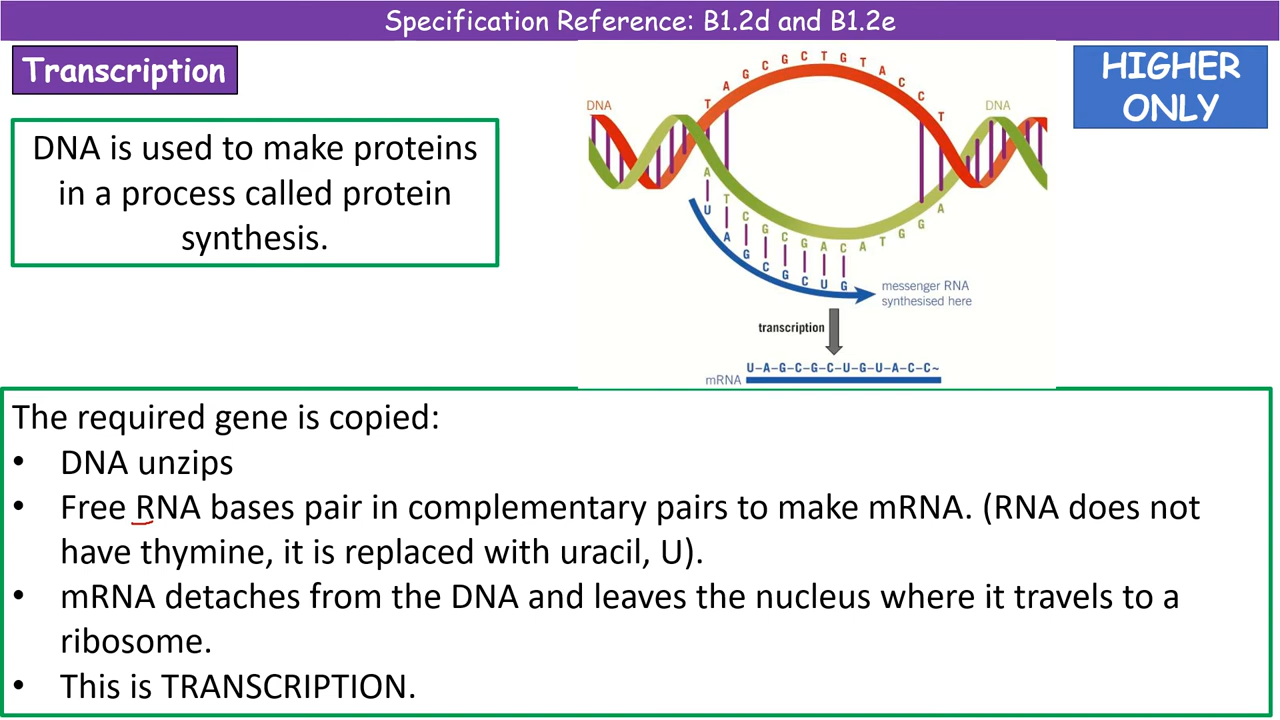 Specification Reference: B1.2d and B1.2e
Transcription
HIGHER
ONLY
DNA is used to make proteins
in a process called protein
synthesis.
T A G C G C T G T A C C T
DNA
DNA
A T C G C G A C A T G G A
U A G C G C U G
messenger RNA
synthesised here
transcription
U–A–G–C–G–C–U–G–U–A–C–C~
mRNA
The required gene is copied:
• DNA unzips
• Free RNA bases pair in complementary pairs to make mRNA. (RNA does not
have thymine, it is replaced with uracil, U).
• mRNA detaches from the DNA and leaves the nucleus where it travels to a
ribosome.
• This is TRANSCRIPTION.